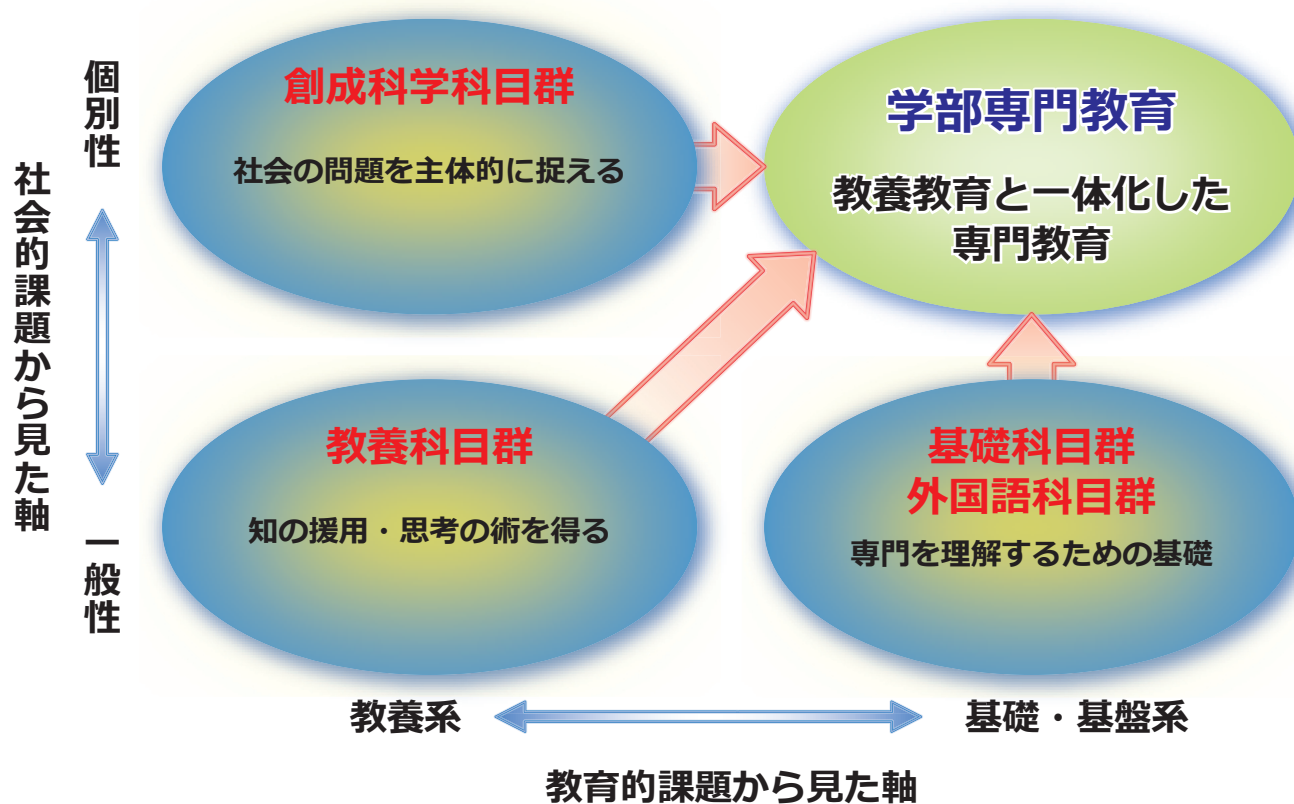 社会的課題から見た軸
個別性
一般性
創成科学科目群
社会の問題を主体的に捉える
学部専門教育
教養教育と一体化した
専門教育
教養科目群
知の援用・思考の術を得る
基礎科目群
外国語科目群
専門を理解するための基礎
教養系
基礎・基盤系
教育的課題から見た軸